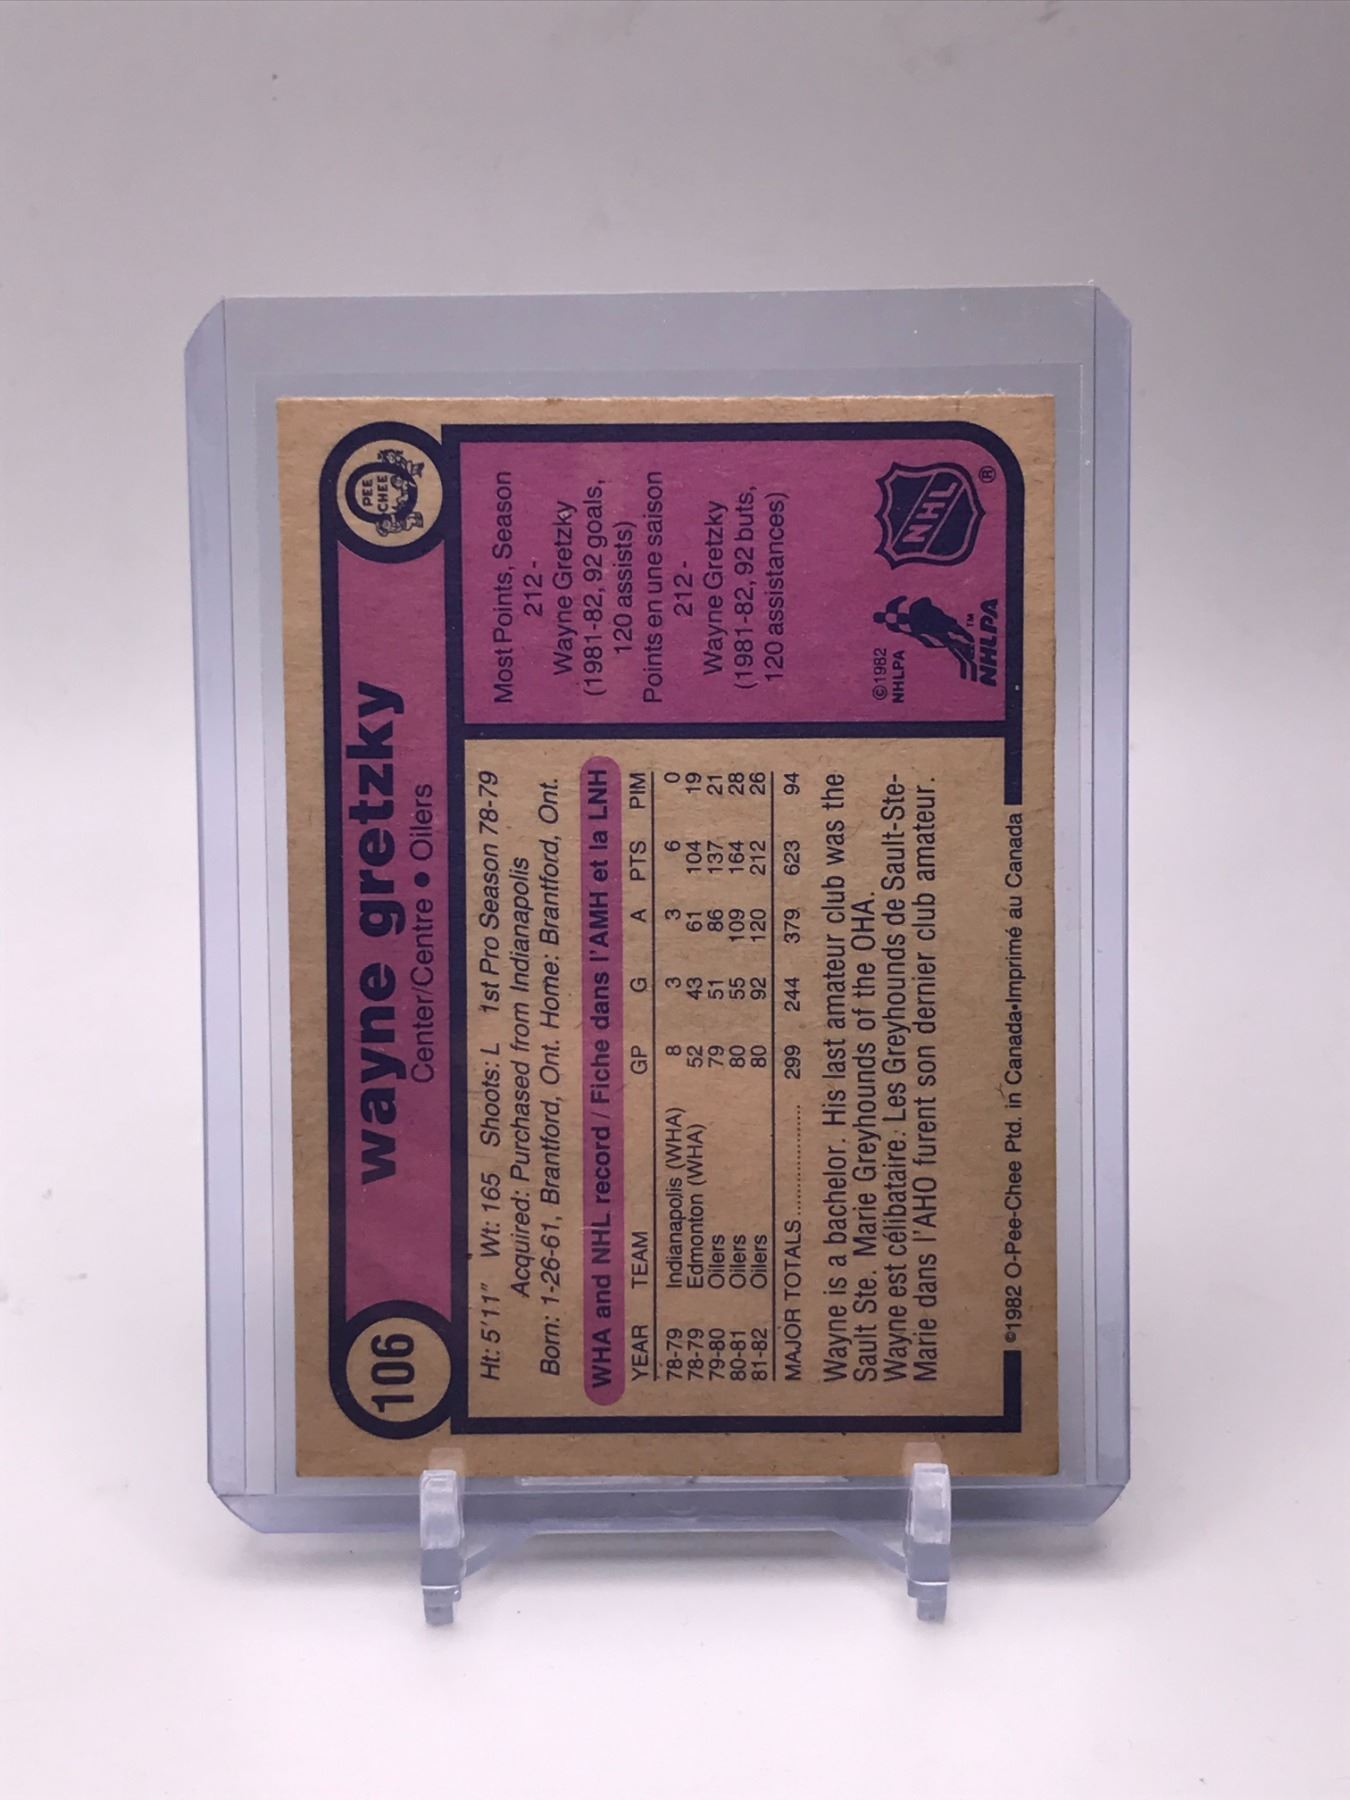 106
wayne gretzky
Center/Centre • Oilers
O
PEE
CHEE
Ht: 5'11" Wt: 165 Shoots: L 1st Pro Season 78-79
Acquired: Purchased from Indianapolis
Born: 1-26-61, Brantford, Ont. Home: Brantford, Ont.
WHA and NHL record / Fiche dans l'AMH et la LNH
YEAR TEAM GP G A PTS PIM
78-79 Indianapolis (WHA) 8 3 3 6 0
78-79 Edmonton (WHA) 52 43 61 104 19
79-80 Oilers 79 51 86 137 21
80-81 Oilers 80 55 109 164 28
81-82 Oilers 80 92 120 212 26
MAJOR TOTALS .............. 299 244 379 623 94
Wayne is a bachelor. His last amateur club was the
Sault Ste. Marie Greyhounds of the OHA.
Wayne est célibataire. Les Greyhounds de Sault-Ste-
Marie dans l'AHO furent son dernier club amateur.
Most Points, Season
212 -
Wayne Gretzky
(1981-82, 92 goals,
120 assists)
Points en une saison
212 -
Wayne Gretzky
(1981-82, 92 buts,
120 assistances)
©1982
NHLPA
NHLPA
TM
NHL
®
©1982 O-Pee-Chee Ptd. in Canada•Imprimé au Canada